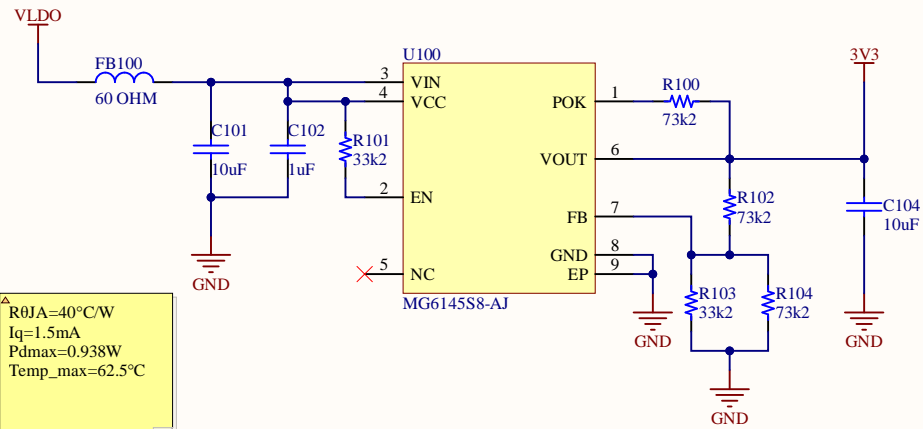 VLDO
FB100
60 OHM
C101
10uF
C102
1uF
R101
33k2
U100
3 VIN
4 VCC
2 EN
5 NC
POK 1
VOUT 6
FB 7
GND 8
EP 9
MG6145S8-AJ
R100
73k2
3V3
R102
73k2
C104
10uF
R103
33k2
R104
73k2
GND
GND
GND
GND
RθJA=40°C/W
Iq=1.5mA
Pdmax=0.938W
Temp_max=62.5°C